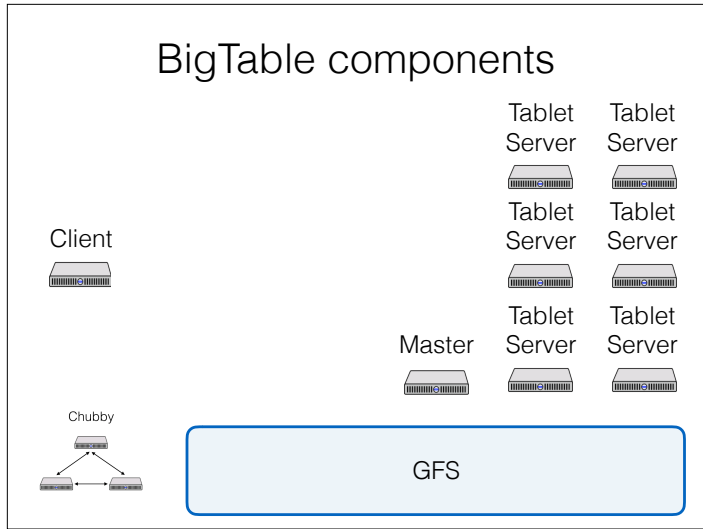 BigTable components
Tablet
Server
Tablet
Server
Client
Tablet
Server
Tablet
Server
Master
Tablet
Server
Tablet
Server
Chubby
GFS